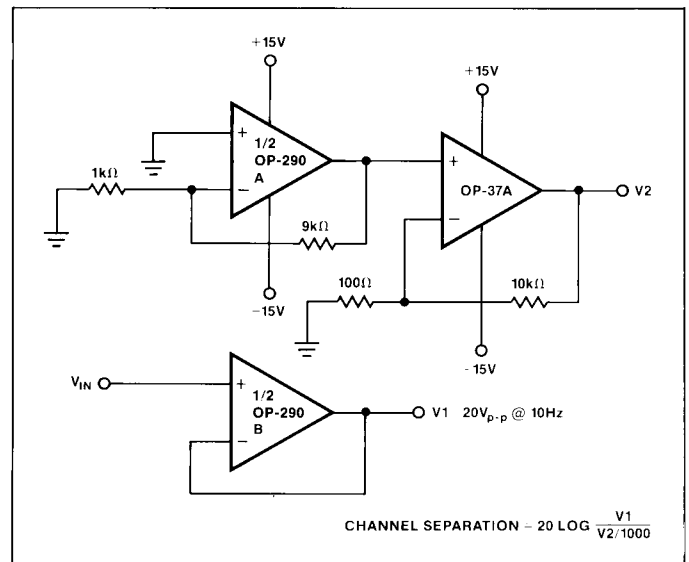 +15V
+15V
+
1/2
OP-290
A
−
1kΩ
9kΩ
−15V
+
OP-37A
−
V2
100Ω
10kΩ
-15V
VIN
+
1/2
OP-290
B
−
V1 20Vp-p @ 10Hz
CHANNEL SEPARATION – 20 LOG V1
V2/1000